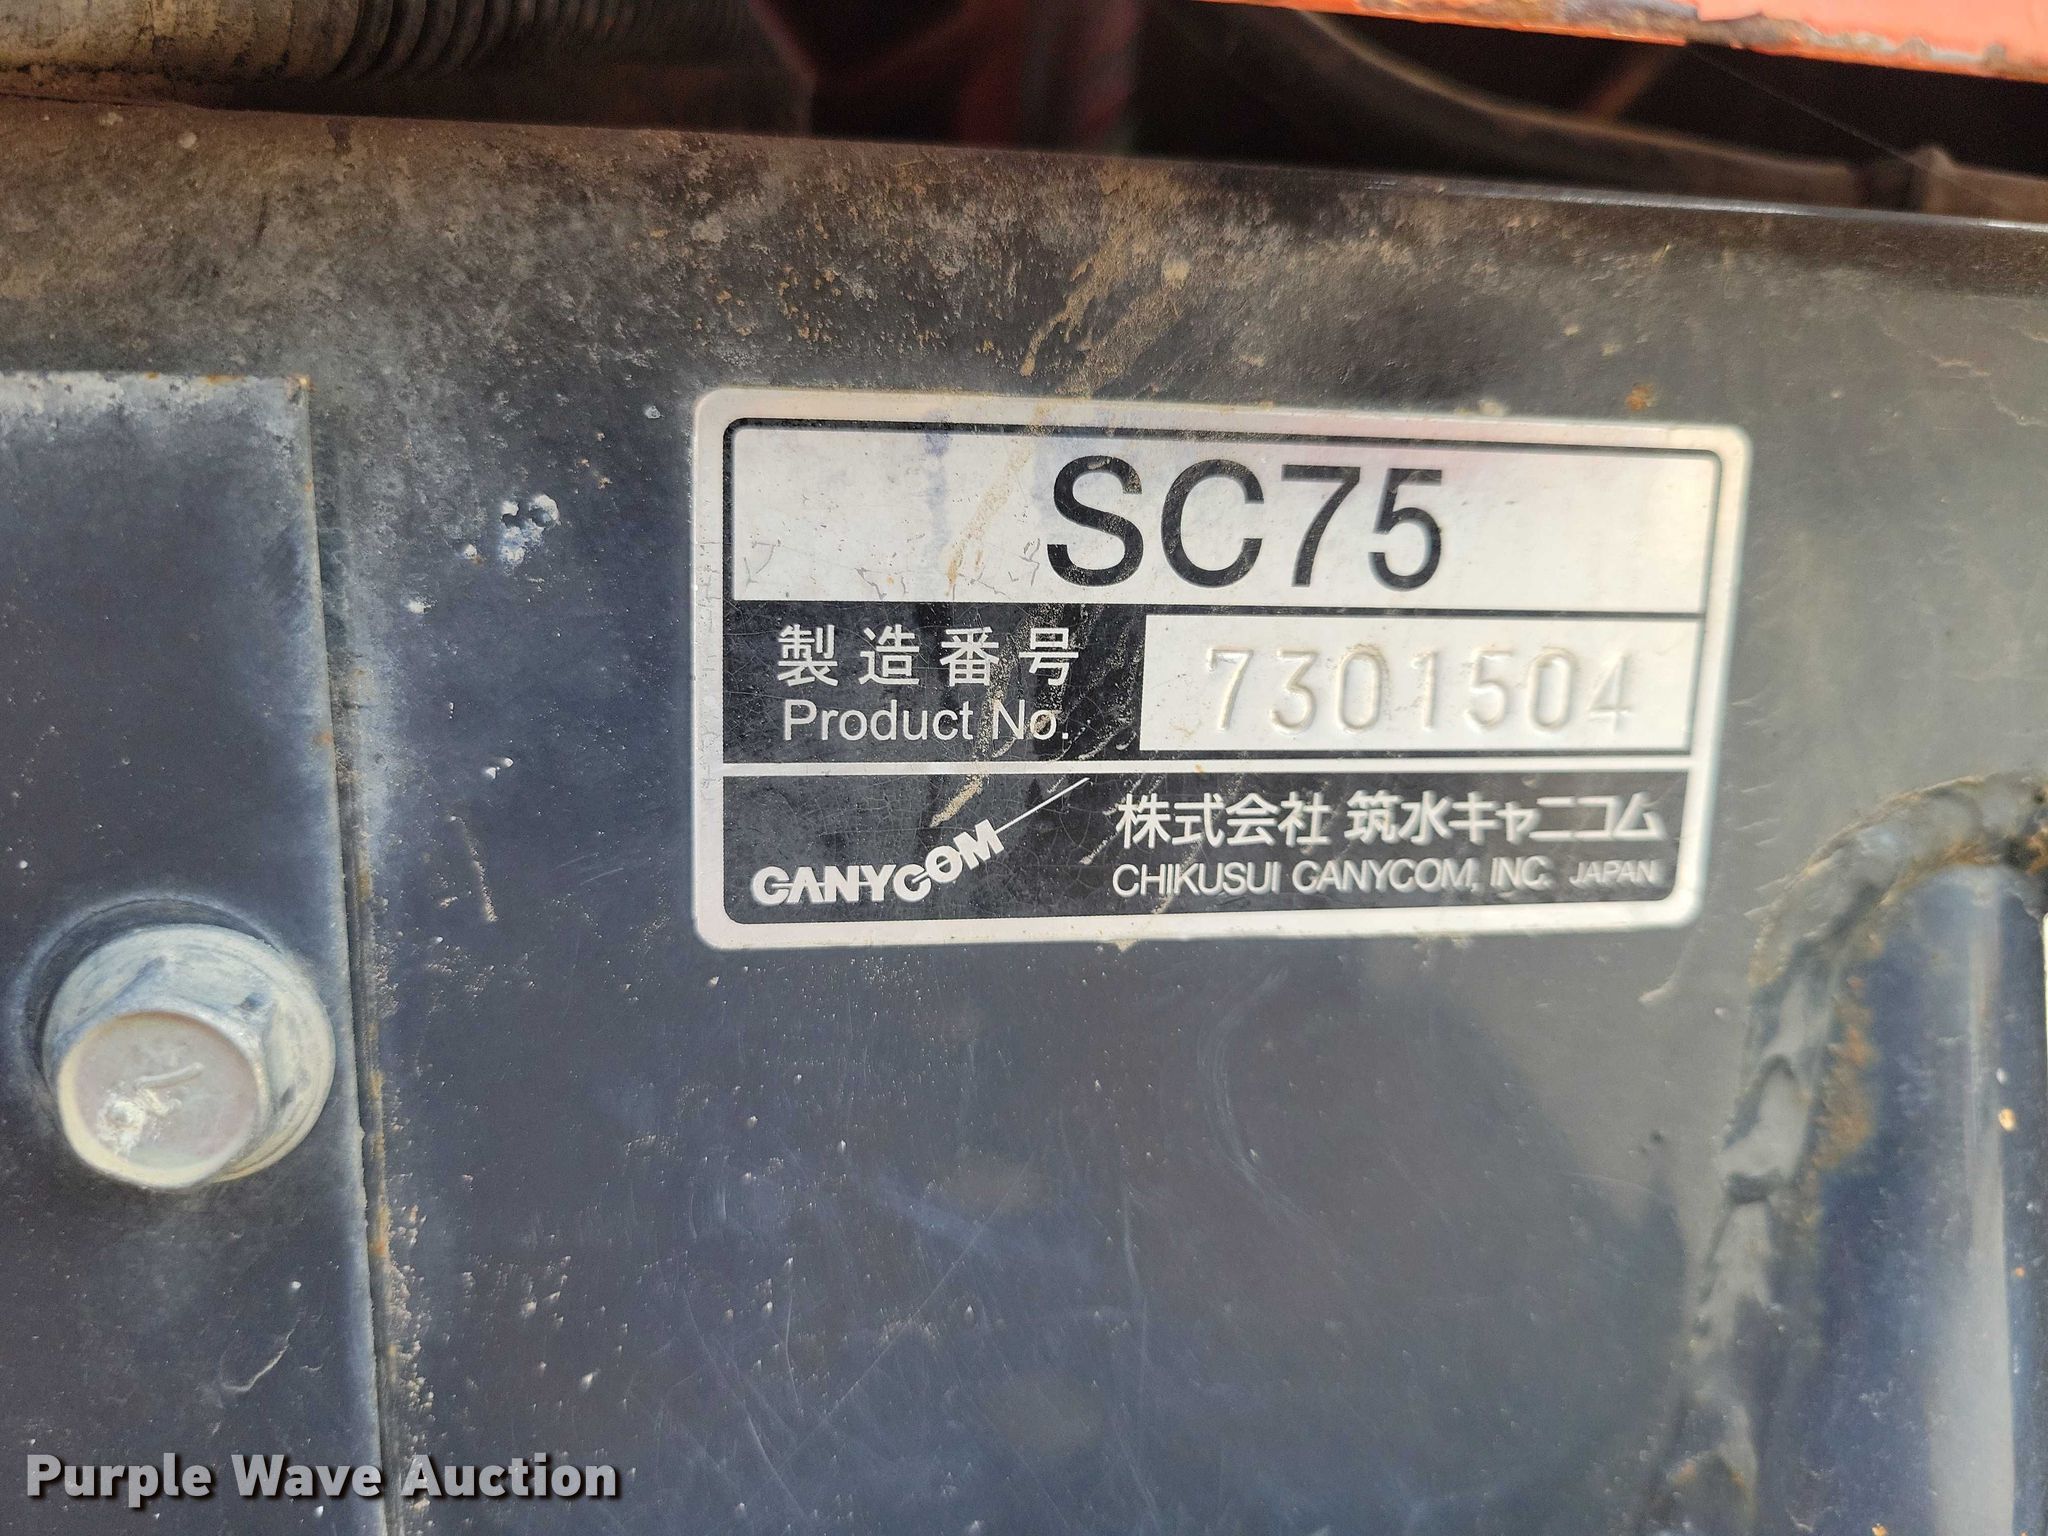 SC75
製造番号
Product No.
7301504
CANYCOM
株式会社 筑水キャニコム
CHIKUSUI CANYCOM, INC. JAPAN
Purple Wave Auction